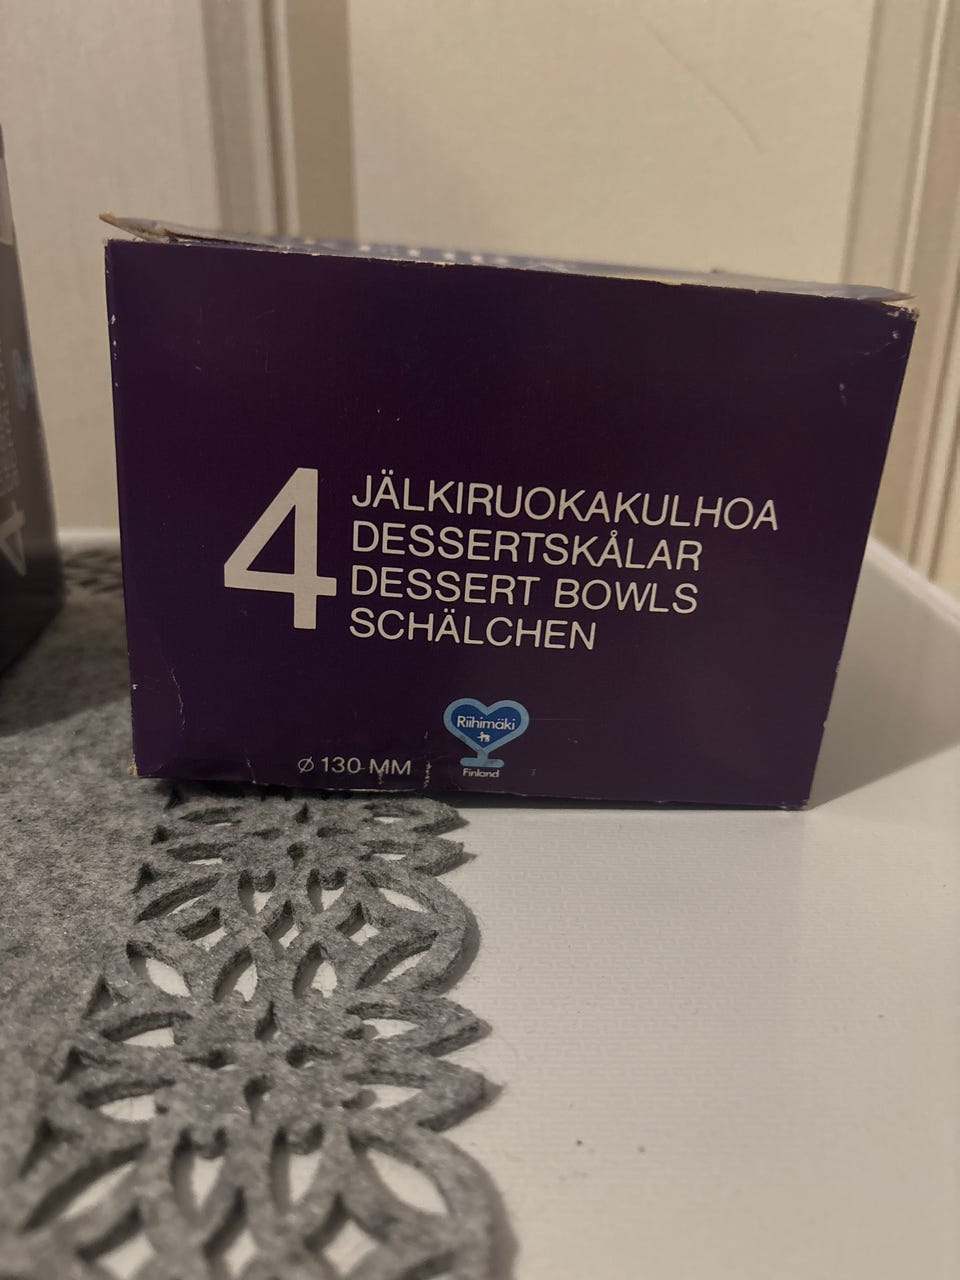 4
JÄLKIRUOKAKULHOA
DESSERTSKÅLAR
DESSERT BOWLS
SCHÄLCHEN
Riihimäki
Finland
Ø 130 MM